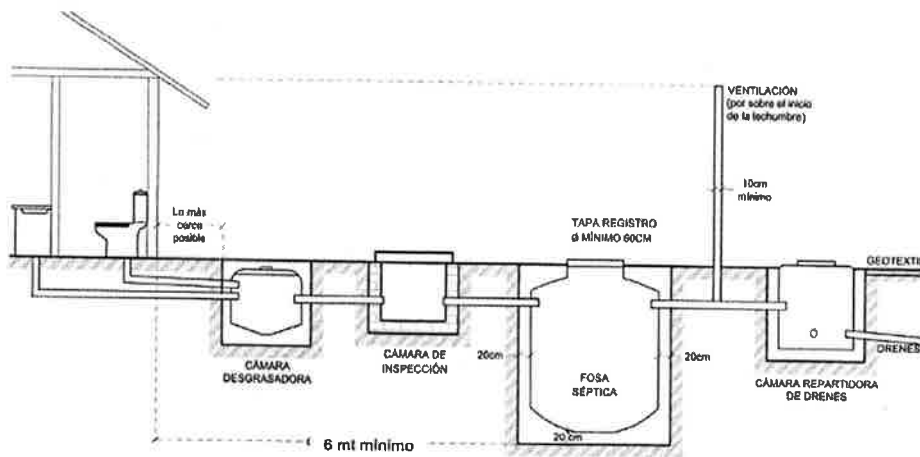 VENTILACIÓN
(por sobre el inicio
de la techumbre)
10cm
mínimo
Lo más
cerca
posible
TAPA REGISTRO
Ø MÍNIMO 60CM
GEOTEXTIL
CÁMARA
DESGRASADORA
CÁMARA DE
INSPECCIÓN
20cm
FOSA
SÉPTICA
20cm
20 cm
DRENES
CÁMARA REPARTIDORA
DE DRENES
6 mt mínimo